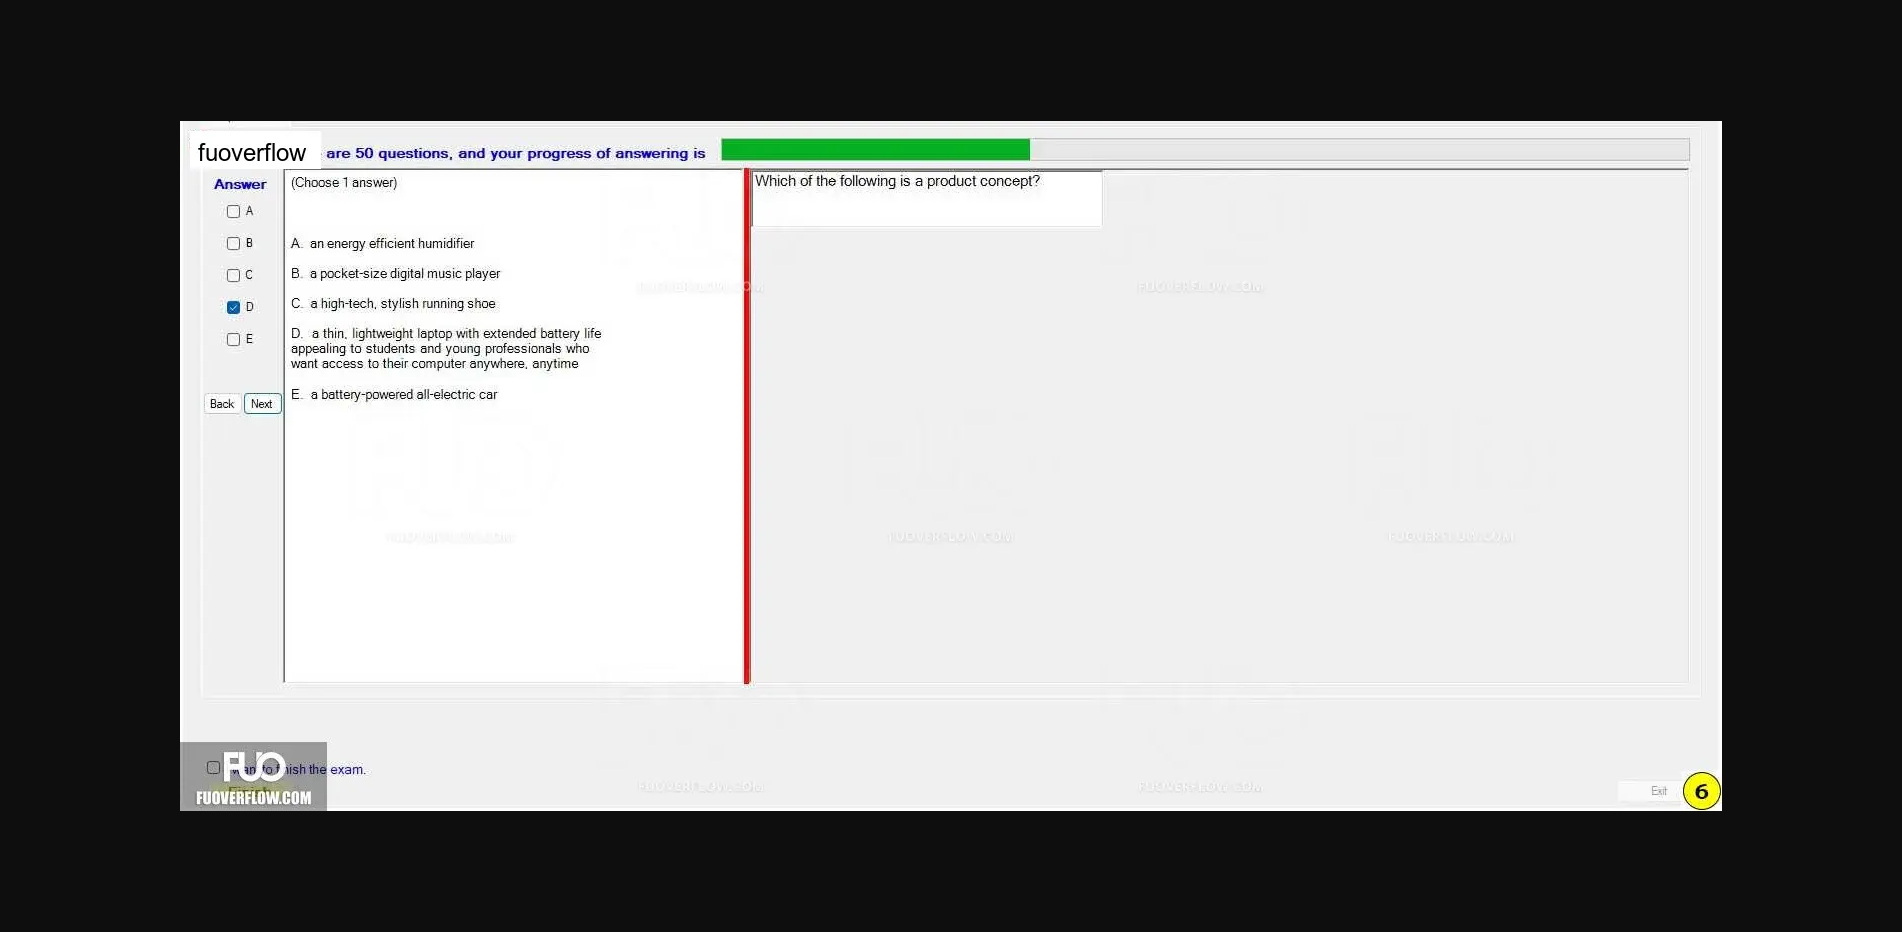 fuoverflow are 50 questions, and your progress of answering is
Answer
A
B
C
D
E
Back Next
(Choose 1 answer)
A. an energy efficient humidifier
B. a pocket-size digital music player
C. a high-tech, stylish running shoe
D. a thin, lightweight laptop with extended battery life
appealing to students and young professionals who
want access to their computer anywhere, anytime
E. a battery-powered all-electric car
Which of the following is a product concept?
FUOVERFLOW.COM
FUOVERFLOW.COM
FUOVERFLOW.COM
FUOVERFLOW.COM
FUOVERFLOW.COM
FUOVERFLOW.COM
FUOVERFLOW.COM
want to finish the exam.
FUO
Finish
FUOVERFLOW.COM
Exit
6